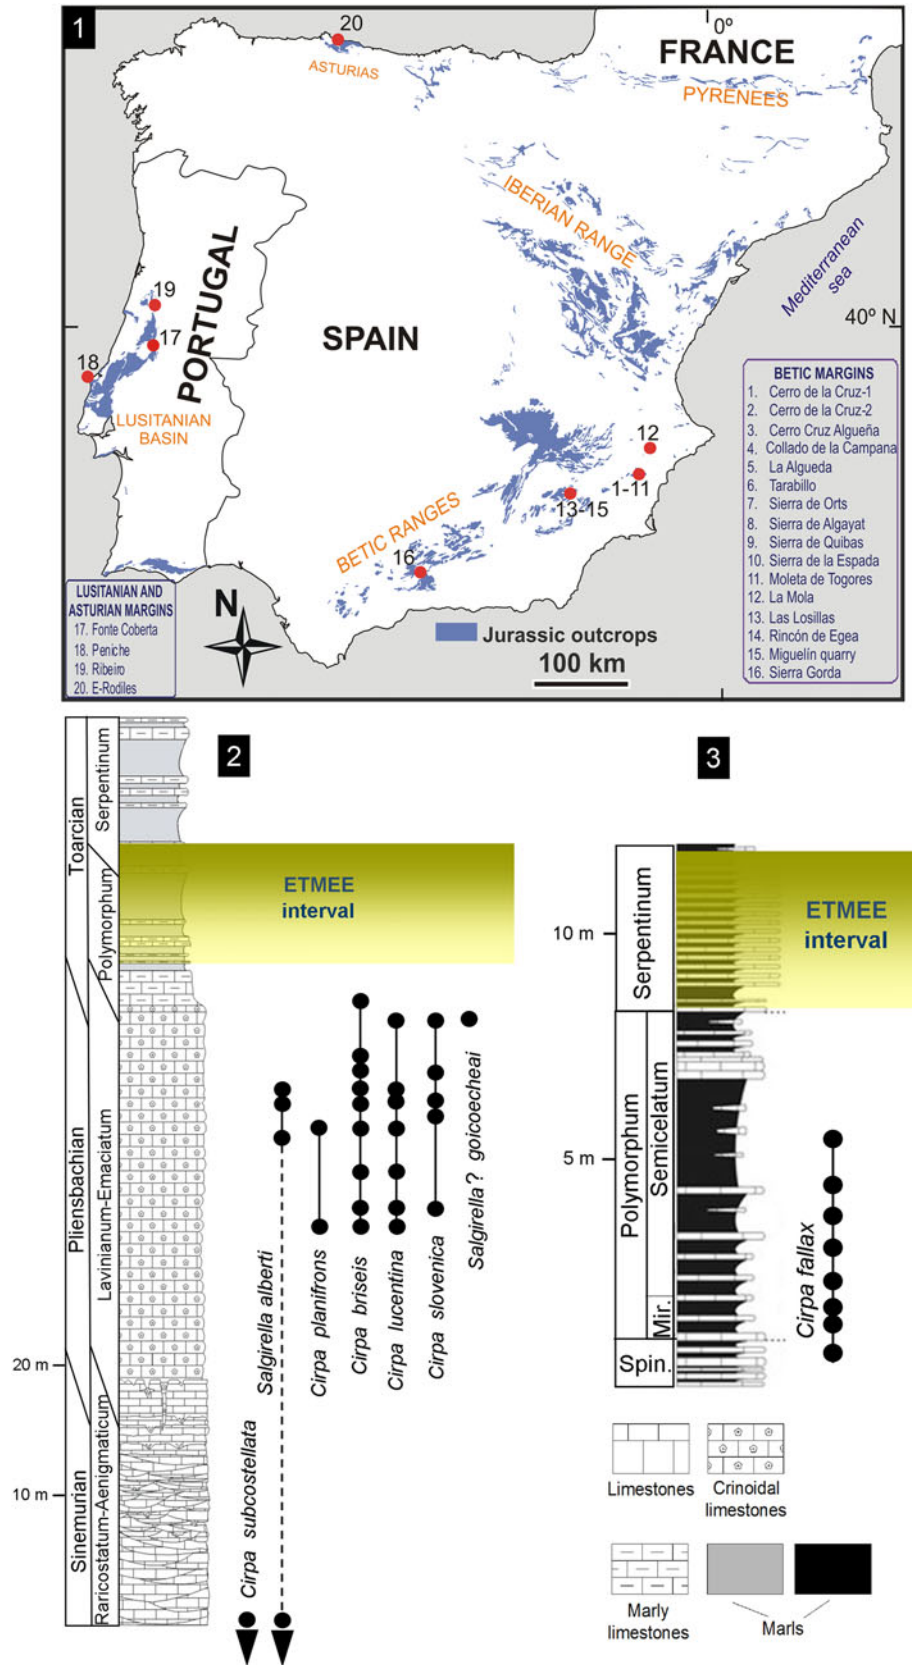 1
20
0º
FRANCE
ASTURIAS
PYRENEES
IBERIAN RANGE
Mediterranean
sea
PORTUGAL
19
SPAIN
40º N
17
18
LUSITANIAN
BASIN
BETIC MARGINS
1. Cerro de la Cruz-1
2. Cerro de la Cruz-2
3. Cerro Cruz Algueña
4. Collado de la Campana
5. La Algueda
6. Tarabillo
7. Sierra de Orts
8. Sierra de Algayat
9. Sierra de Quibas
10. Sierra de la Espada
11. Moleta de Togores
12. La Mola
13. Las Losillas
14. Rincón de Egea
15. Miguelín quarry
16. Sierra Gorda
12
1-11
13-15
BETIC RANGES
16
LUSITANIAN AND
ASTURIAN MARGINS
17. Fonte Coberta
18. Peniche
19. Ribeiro
20. E-Rodiles
N
Jurassic outcrops
100 km
2
Toarcian
Serpentinum
Polymorphum
ETMEE
interval
Pliensbachian
Lavinianum-Emaciatum
Sinemurian
Raricostatum-Aenigmaticum
20 m
10 m
Cirpa subcostellata
Salgirella alberti
Cirpa planifrons
Cirpa briseis
Cirpa lucentina
Cirpa slovenica
Salgirella? goicoecheai
3
Serpentinum
ETMEE
interval
10 m
Polymorphum
Semicelatum
Mir.
Spin.
5 m
Cirpa fallax
Limestones
Crinoidal
limestones
Marly
limestones
Marls